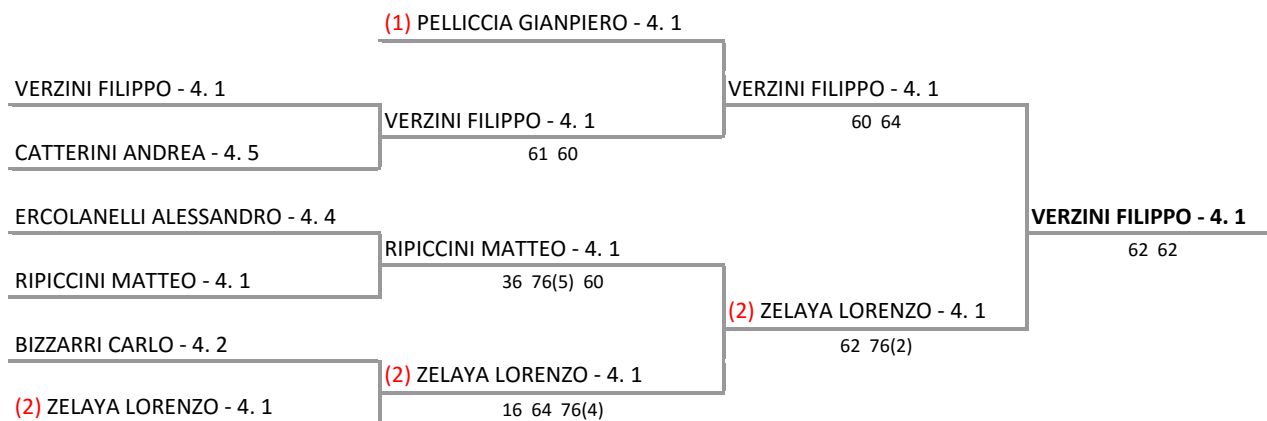 (1) PELLICCIA GIANPIERO - 4. 1
VERZINI FILIPPO - 4. 1
VERZINI FILIPPO - 4. 1
60 64
VERZINI FILIPPO - 4. 1
61 60
CATTERINI ANDREA - 4. 5
ERCOLANELLI ALESSANDRO - 4. 4
VERZINI FILIPPO - 4. 1
62 62
RIPICCINI MATTEO - 4. 1
36 76(5) 60
RIPICCINI MATTEO - 4. 1
(2) ZELAYA LORENZO - 4. 1
62 76(2)
BIZZARRI CARLO - 4. 2
(2) ZELAYA LORENZO - 4. 1
16 64 76(4)
(2) ZELAYA LORENZO - 4. 1